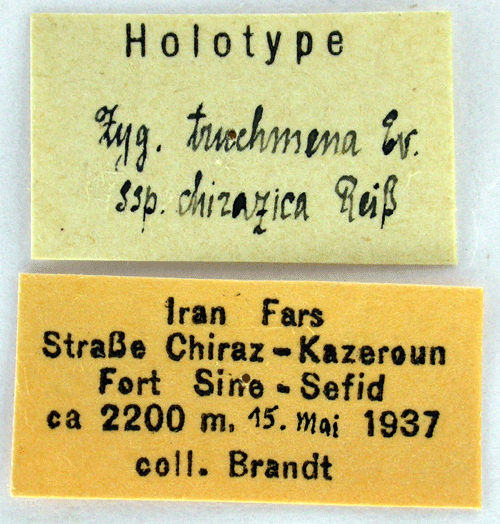 Holotype
Zyg. truchmena Ev.
ssp. chirazica Reiß
Iran Fars
Straße Chiraz - Kazeroun
Fort Sine - Sefid
ca 2200 m. 15. Mai 1937
coll. Brandt